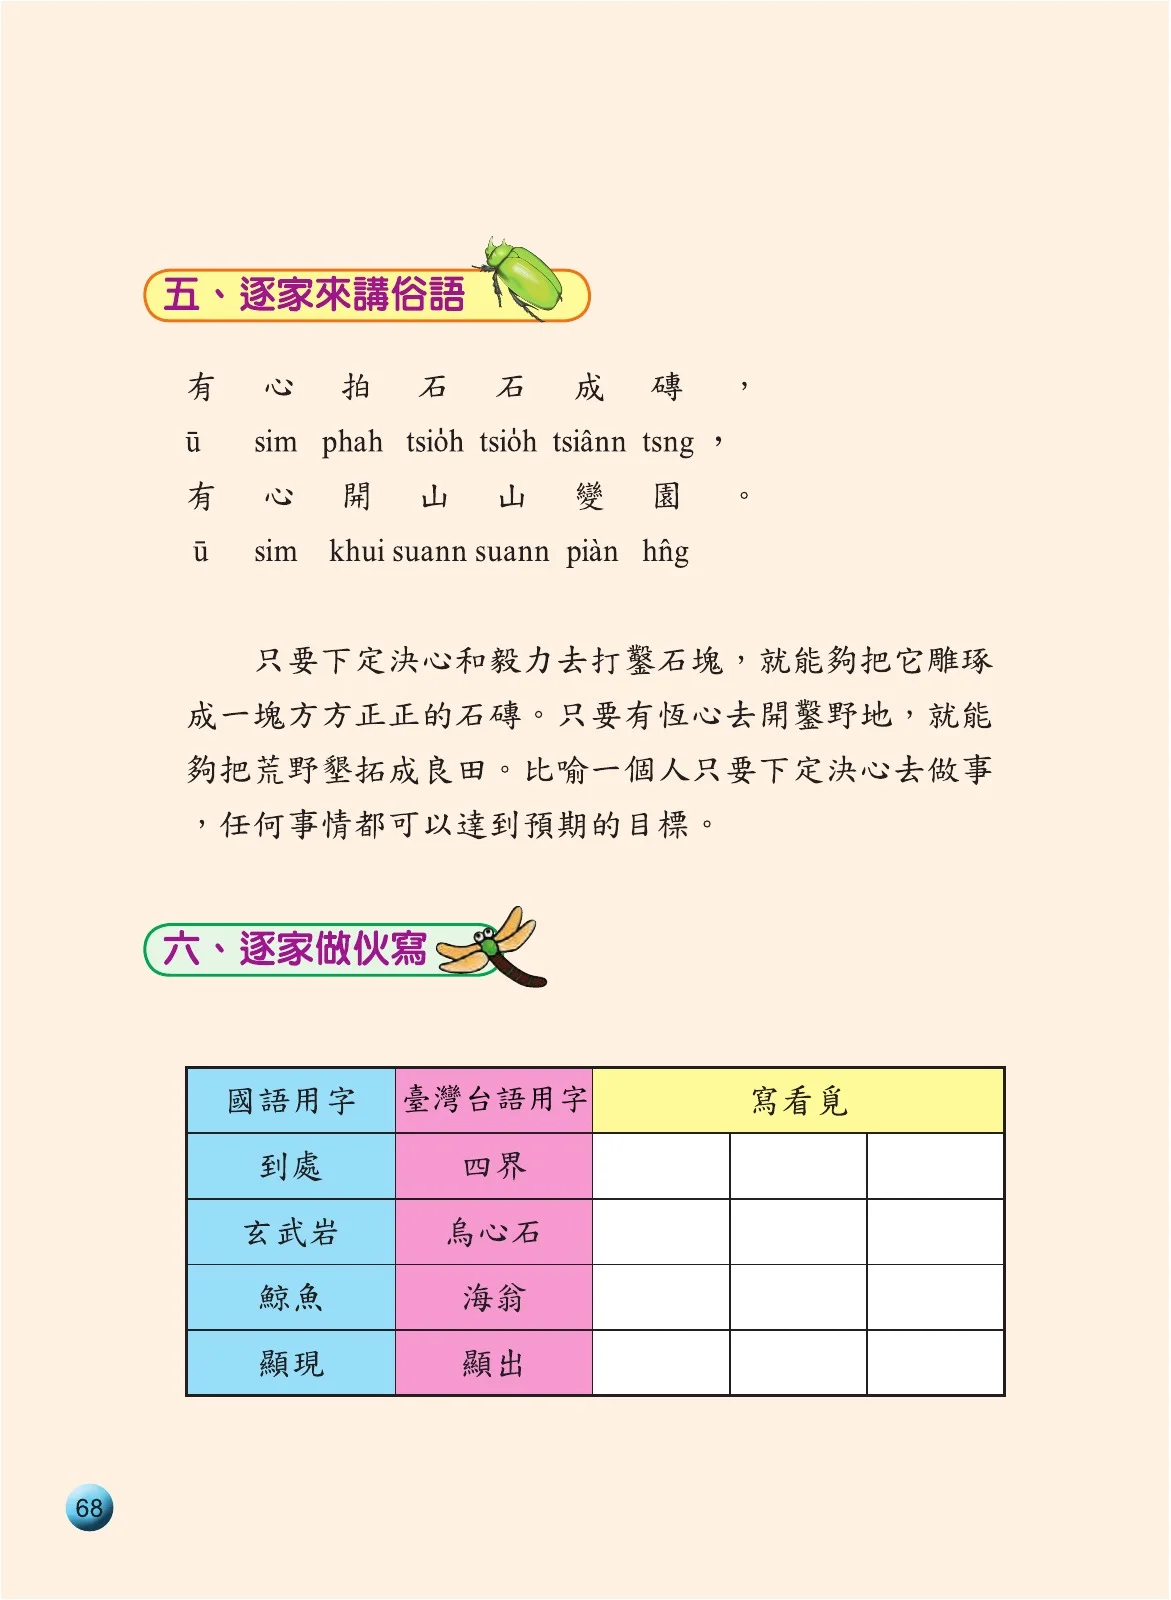 五、逐家來講俗語
有 心 拍 石 石 成 磚 ，
ū sim phah tsio̍h tsio̍h tsiânn tsng ，
有 心 開 山 山 變 園 。
ū sim khui suann suann piàn hn̂g
只要下定決心和毅力去打鑿石塊，就能夠把它雕琢
成一塊方方正正的石磚。只要有恆心去開鑿野地，就能
夠把荒野墾拓成良田。比喻一個人只要下定決心去做事
，任何事情都可以達到預期的目標。
六、逐家做伙寫
國語用字 臺灣台語用字 寫看覓
到處 四界
玄武岩 烏心石
鯨魚 海翁
顯現 顯出
68